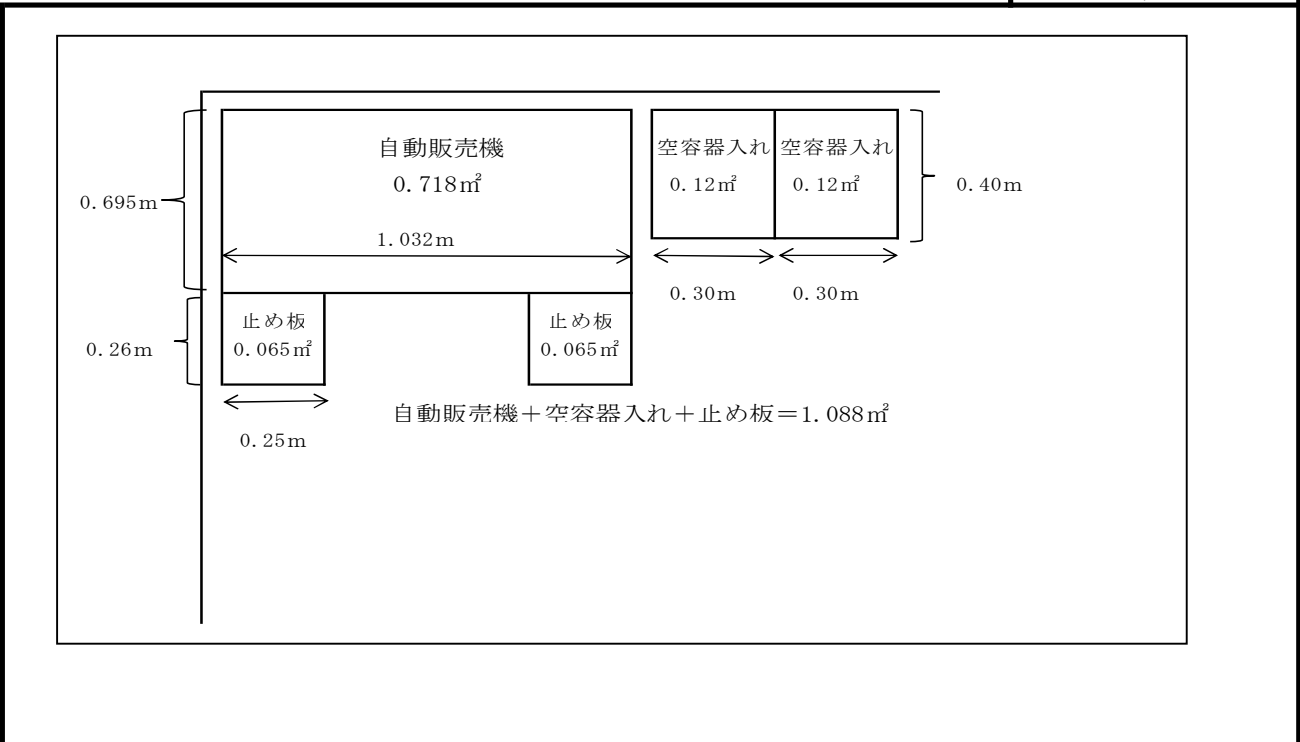 自動販売機
0.718㎡
空容器入れ 空容器入れ
0.12㎡ 0.12㎡
0.695m
0.40m
1.032m
0.30m 0.30m
止め板 止め板
0.065㎡ 0.065㎡
0.26m
自動販売機＋空容器入れ＋止め板＝1.088㎡
0.25m